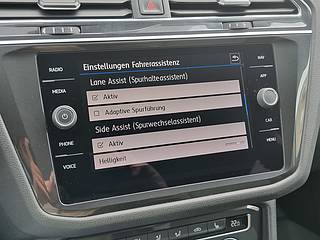 Einstellungen Fahrerassistenz
RADIO
NAV
Lane Assist (Spurhalteassistent)
APP
MEDIA
Aktiv
Adaptive Spurführung
Side Assist (Spurwechselassistent)
CAR
PHONE
Aktiv
MENU
Helligkeit
VOICE